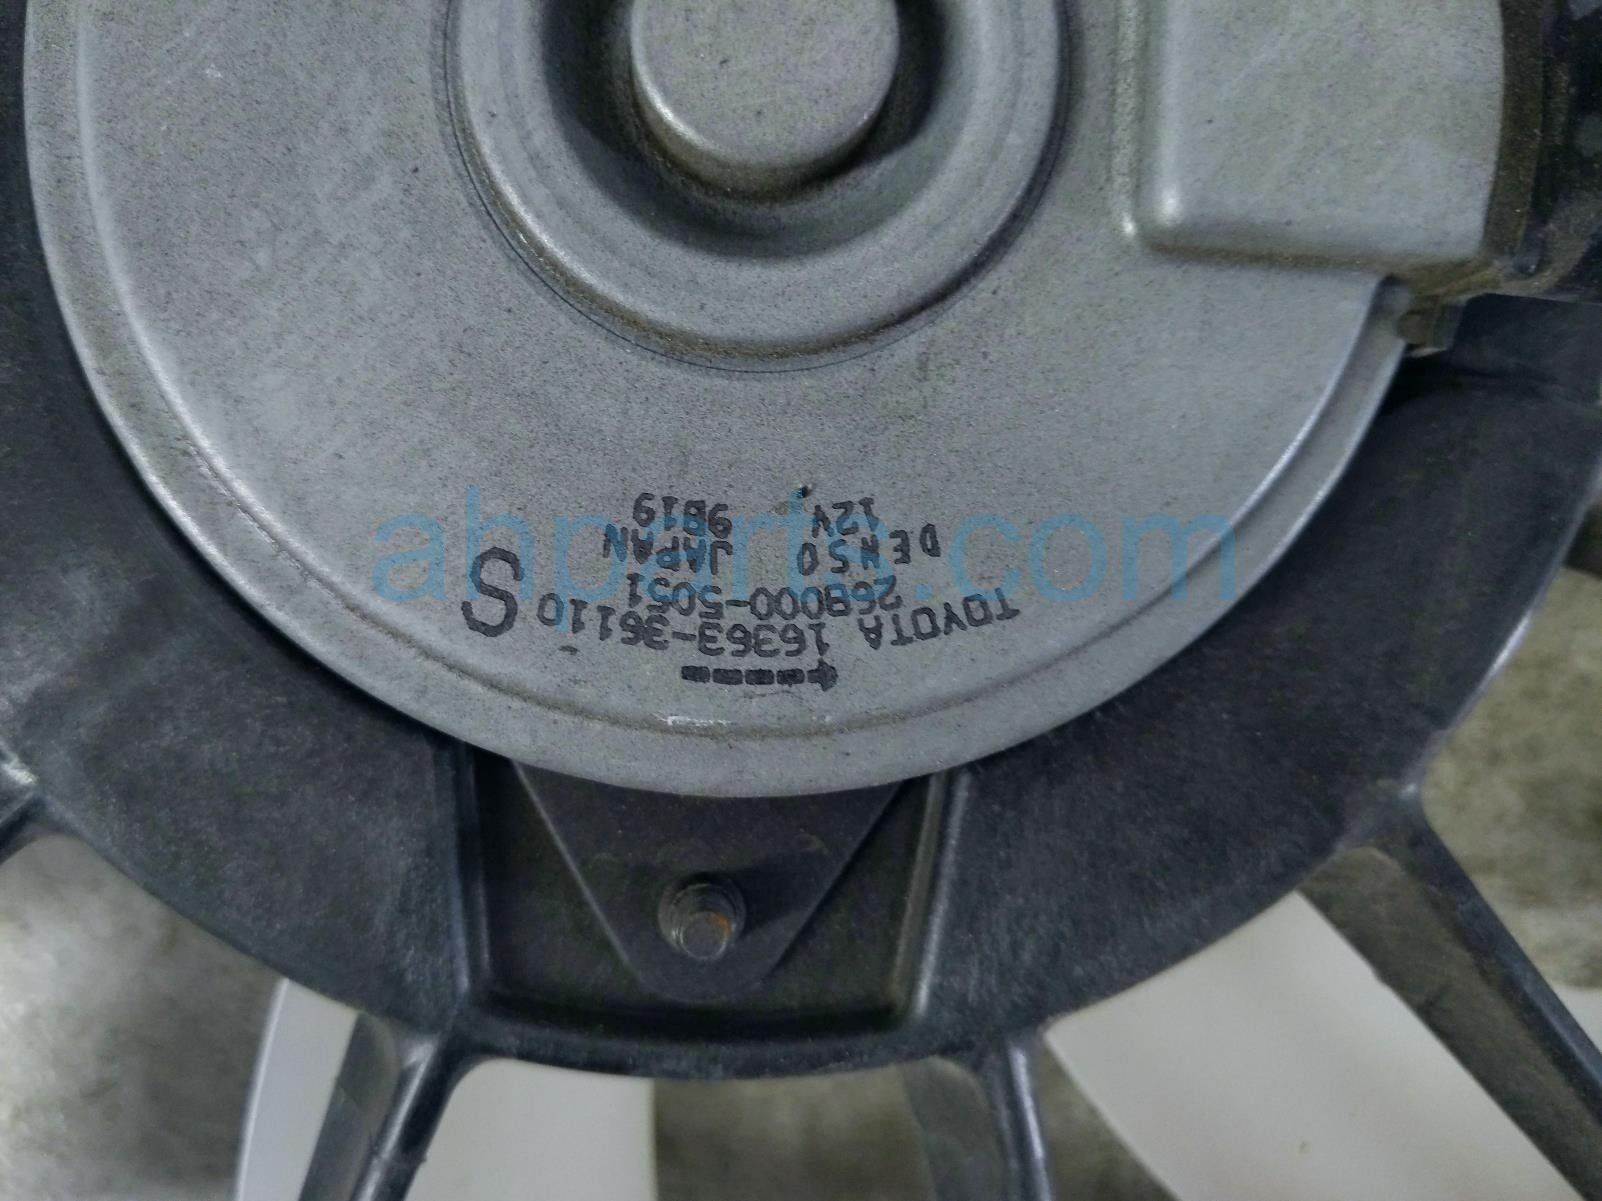 TOYOTA 16363-36110
268000-5051
DENSO JAPAN
12V 9B19
S
ahparts.com